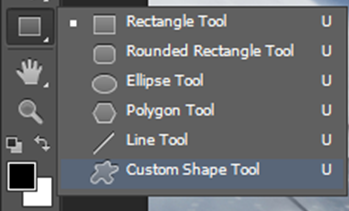 Rectangle Tool U
Rounded Rectangle Tool U
Ellipse Tool U
Polygon Tool U
Line Tool U
Custom Shape Tool U